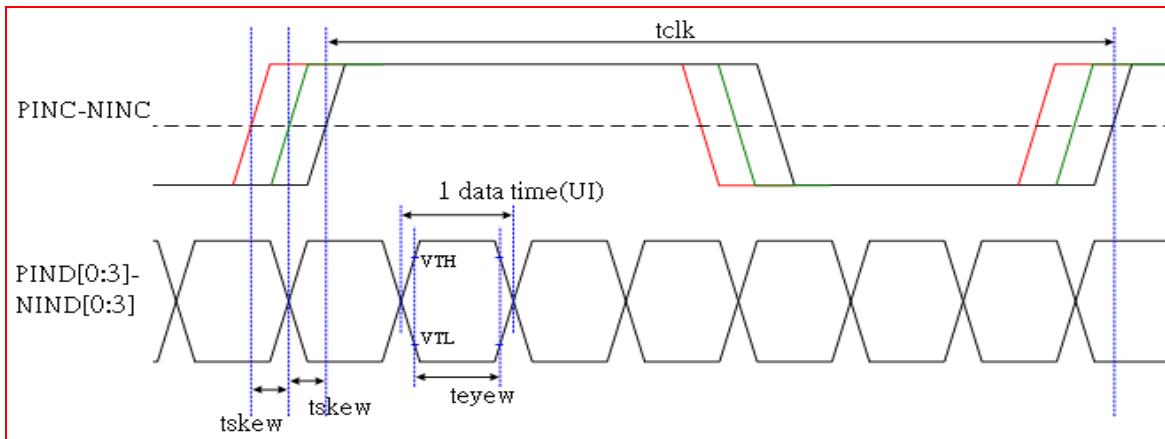 tclk
PINC-NINC
1 data time(UI)
PIND[0:3]-
NIND[0:3]
VTH
VTL
tskew
tskew
teyew